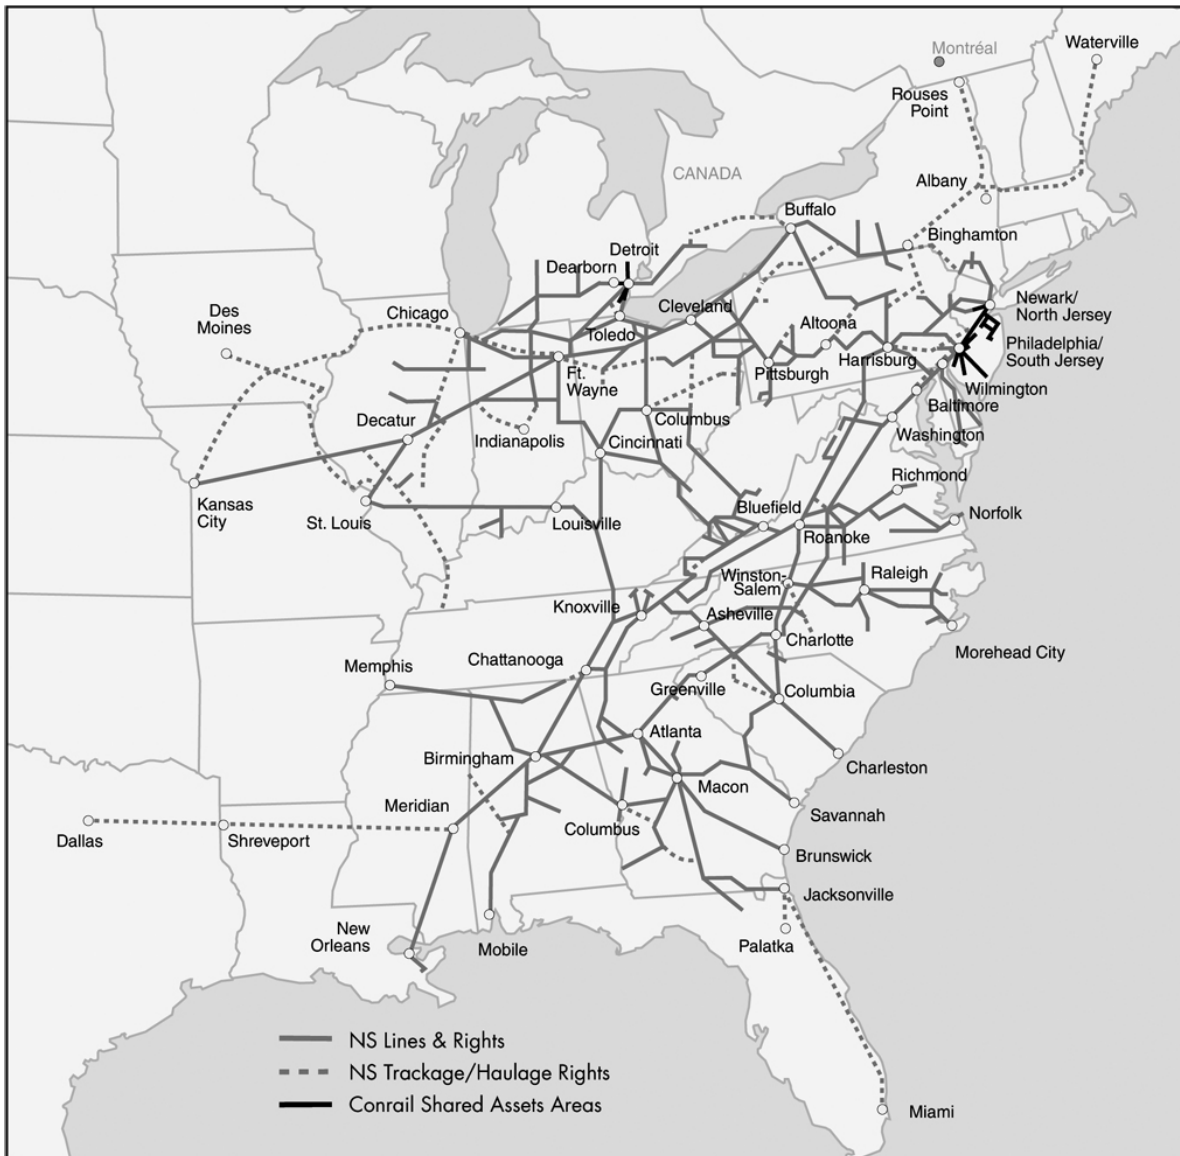 Montréal
Waterville
Rouses
Point
CANADA
Albany
Buffalo
Binghamton
Detroit
Dearborn
Des
Moines
Chicago
Toledo
Cleveland
Altoona
Newark/
North Jersey
Harrisburg
Philadelphia/
South Jersey
Ft.
Wayne
Pittsburgh
Wilmington
Baltimore
Decatur
Indianapolis
Columbus
Cincinnati
Washington
Kansas
City
St. Louis
Louisville
Bluefield
Richmond
Norfolk
Roanoke
Winston-
Salem
Raleigh
Knoxville
Asheville
Charlotte
Morehead City
Memphis
Chattanooga
Greenville
Columbia
Birmingham
Atlanta
Charleston
Macon
Meridian
Columbus
Savannah
Dallas
Shreveport
Brunswick
Jacksonville
New
Orleans
Mobile
Palatka
NS Lines & Rights
NS Trackage/Haulage Rights
Conrail Shared Assets Areas
Miami